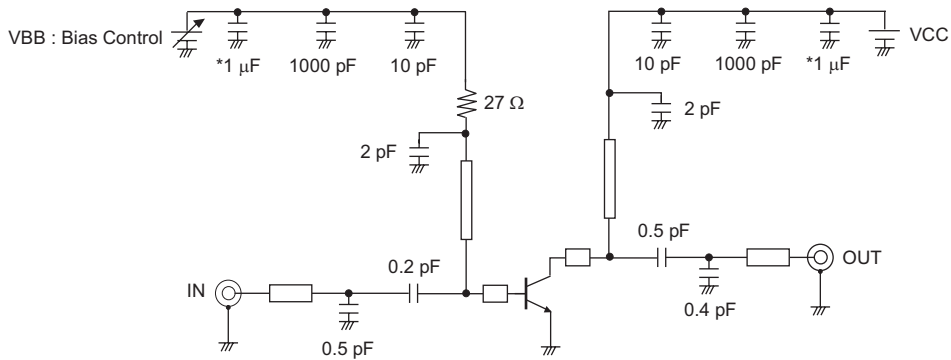 VBB : Bias Control
*1 μF
1000 pF
10 pF
10 pF
1000 pF
*1 μF
VCC
27 Ω
2 pF
2 pF
0.2 pF
0.5 pF
IN
OUT
0.5 pF
0.4 pF